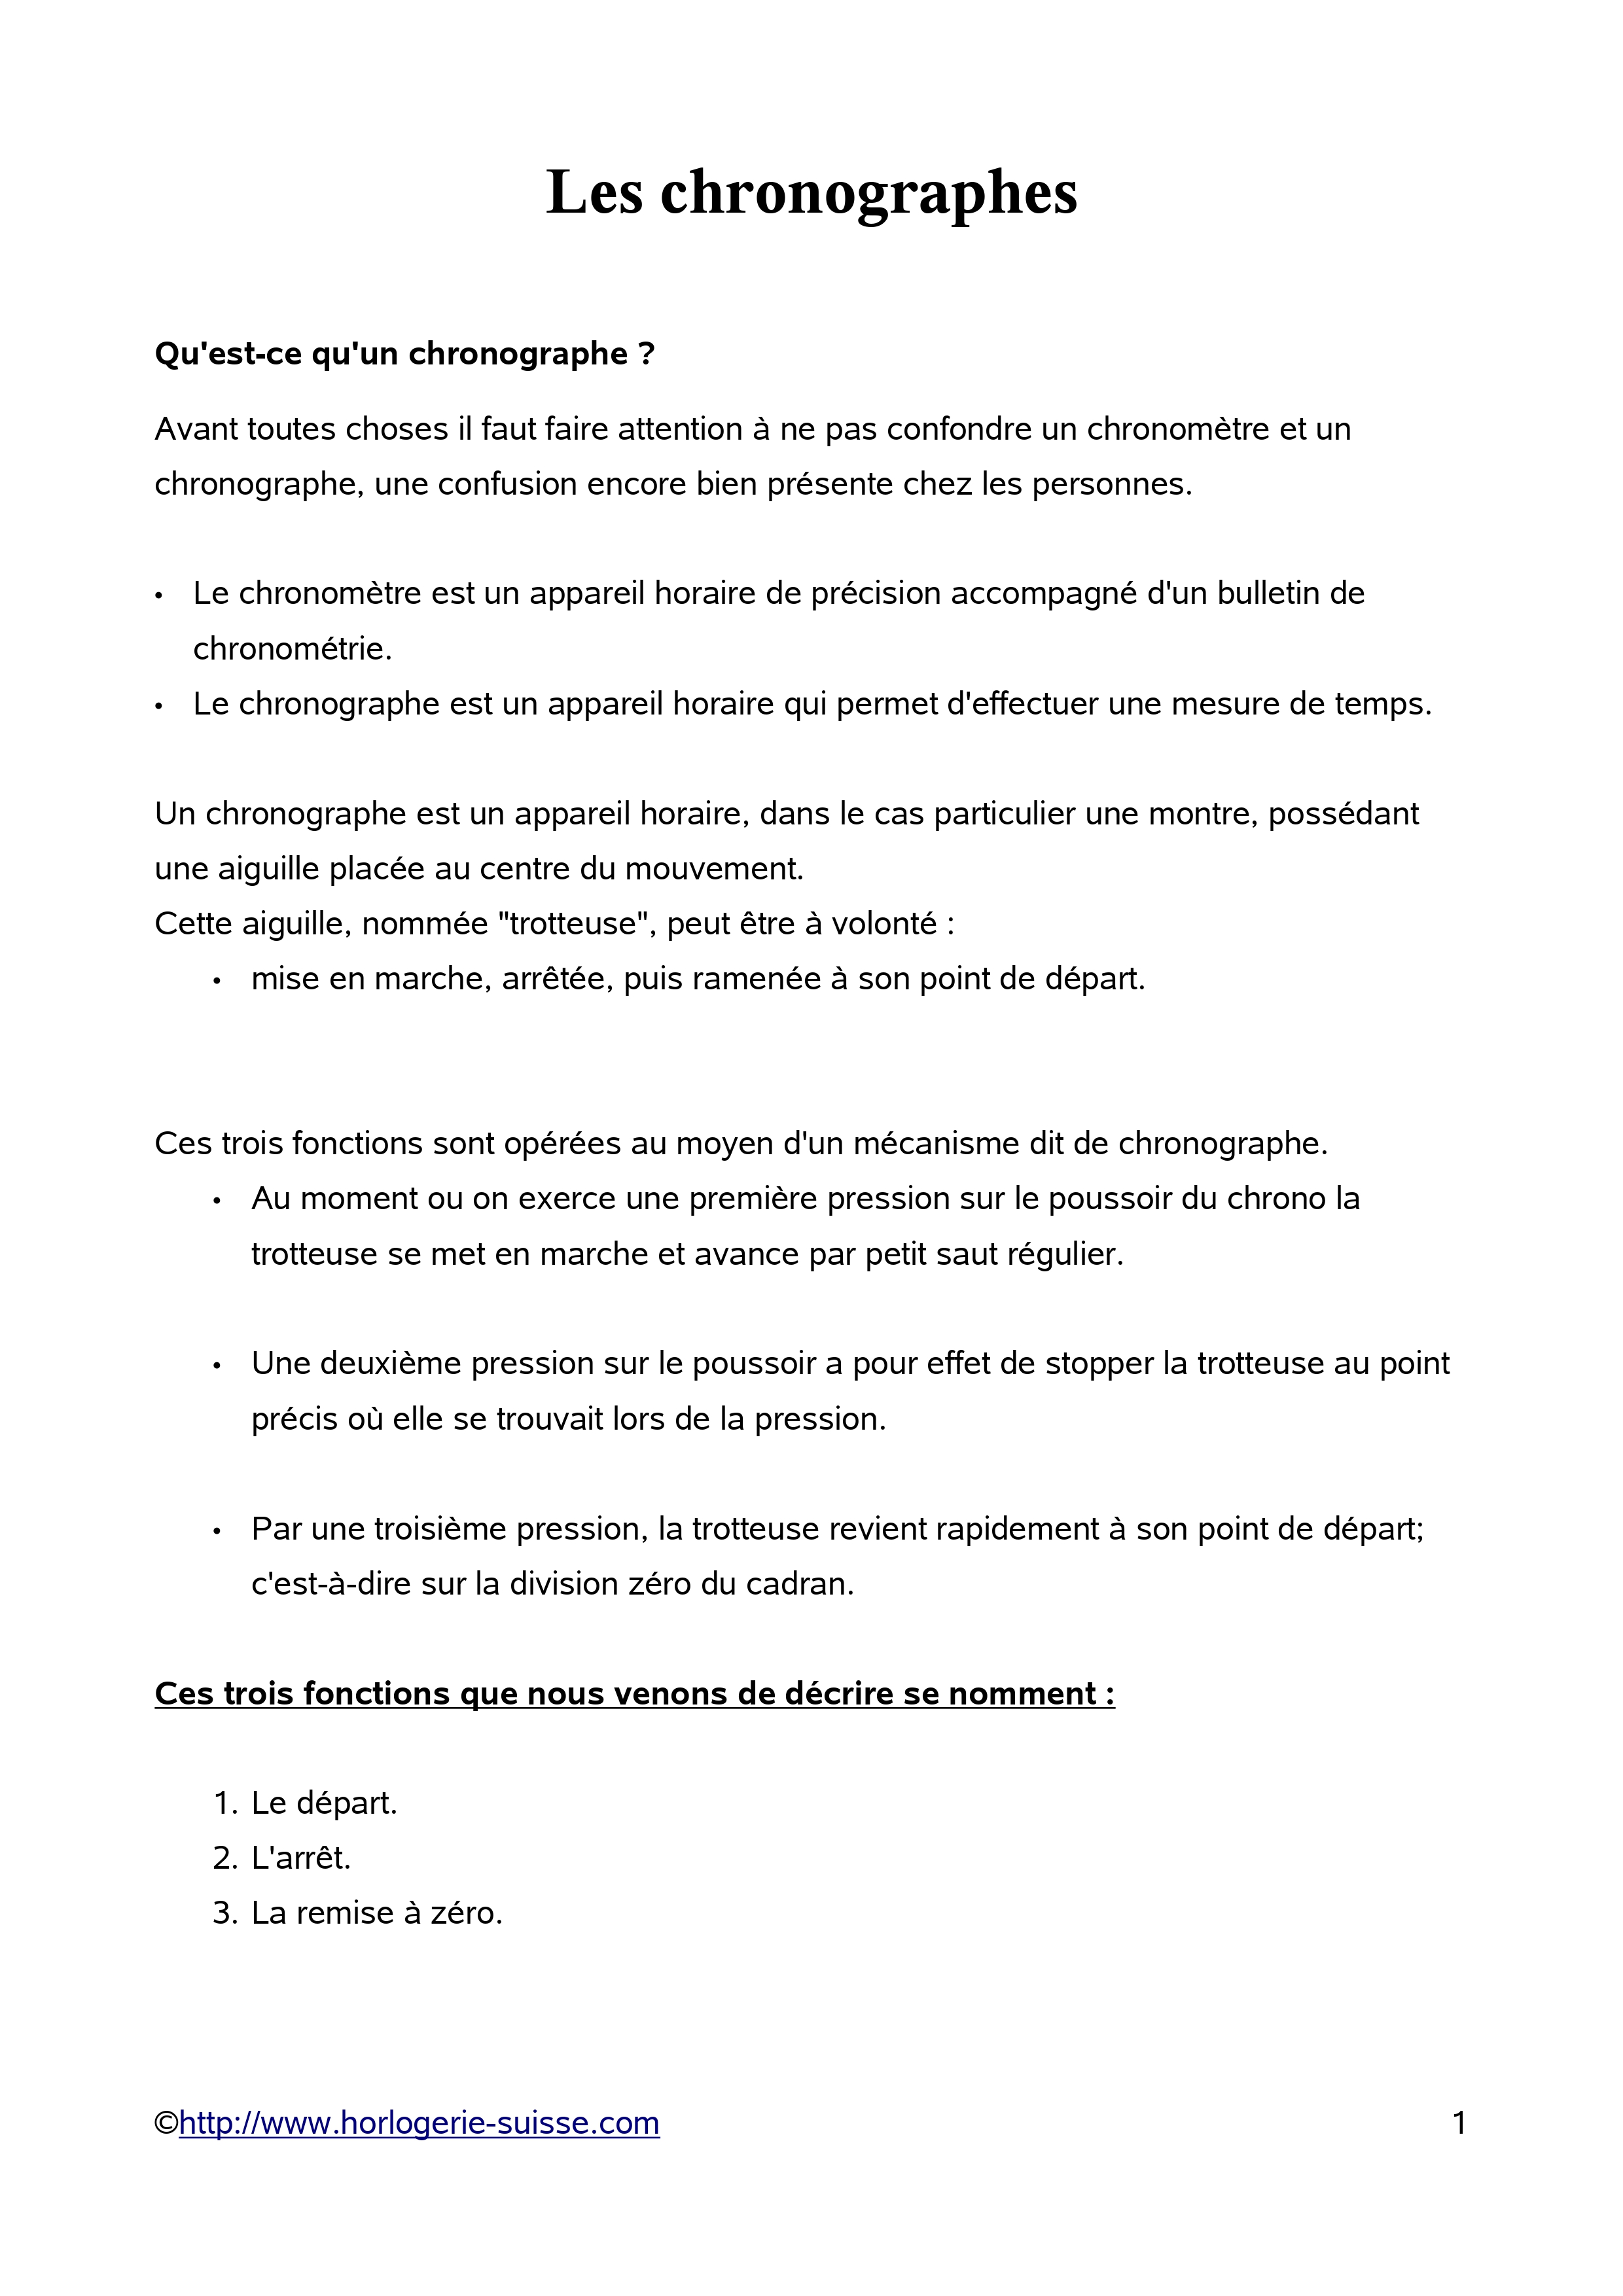 Les chronographes
Qu'est-ce qu'un chronographe ?
Avant toutes choses il faut faire attention à ne pas confondre un chronomètre et un
chronographe, une confusion encore bien présente chez les personnes.
• Le chronomètre est un appareil horaire de précision accompagné d'un bulletin de
chronométrie.
• Le chronographe est un appareil horaire qui permet d'effectuer une mesure de temps.
Un chronographe est un appareil horaire, dans le cas particulier une montre, possédant
une aiguille placée au centre du mouvement.
Cette aiguille, nommée "trotteuse", peut être à volonté :
• mise en marche, arrêtée, puis ramenée à son point de départ.
Ces trois fonctions sont opérées au moyen d'un mécanisme dit de chronographe.
• Au moment ou on exerce une première pression sur le poussoir du chrono la
trotteuse se met en marche et avance par petit saut régulier.
• Une deuxième pression sur le poussoir a pour effet de stopper la trotteuse au point
précis où elle se trouvait lors de la pression.
• Par une troisième pression, la trotteuse revient rapidement à son point de départ;
c'est-à-dire sur la division zéro du cadran.
Ces trois fonctions que nous venons de décrire se nomment :
1. Le départ.
2. L'arrêt.
3. La remise à zéro.
©http://www.horlogerie-suisse.com 1